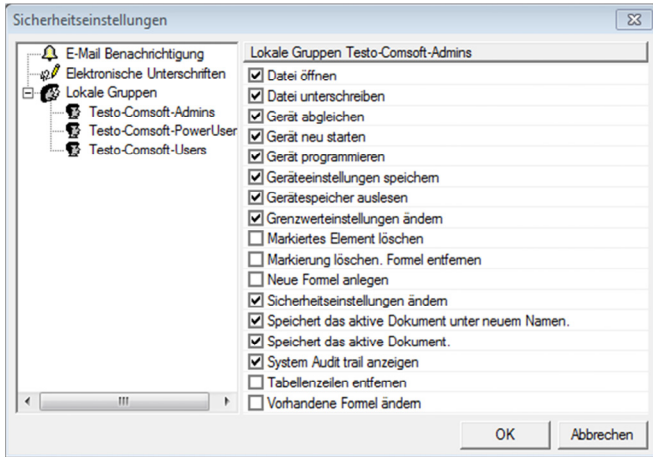 Sicherheitseinstellungen
E-Mail Benachrichtigung
Elektronische Unterschriften
Lokale Gruppen
Testo-Comsoft-Admins
Testo-Comsoft-PowerUser
Testo-Comsoft-Users
Lokale Gruppen Testo-Comsoft-Admins
Datei öffnen
Datei unterschreiben
Gerät abgleichen
Gerät neu starten
Gerät programmieren
Geräteeinstellungen speichern
Gerätespeicher auslesen
Grenzwerteinstellungen ändern
Markiertes Element löschen
Markierung löschen. Formel entfernen
Neue Formel anlegen
Sicherheitseinstellungen ändern
Speichert das aktive Dokument unter neuem Namen.
Speichert das aktive Dokument.
System Audit trail anzeigen
Tabellenzeilen entfernen
Vorhandene Formel ändern
OK
Abbrechen